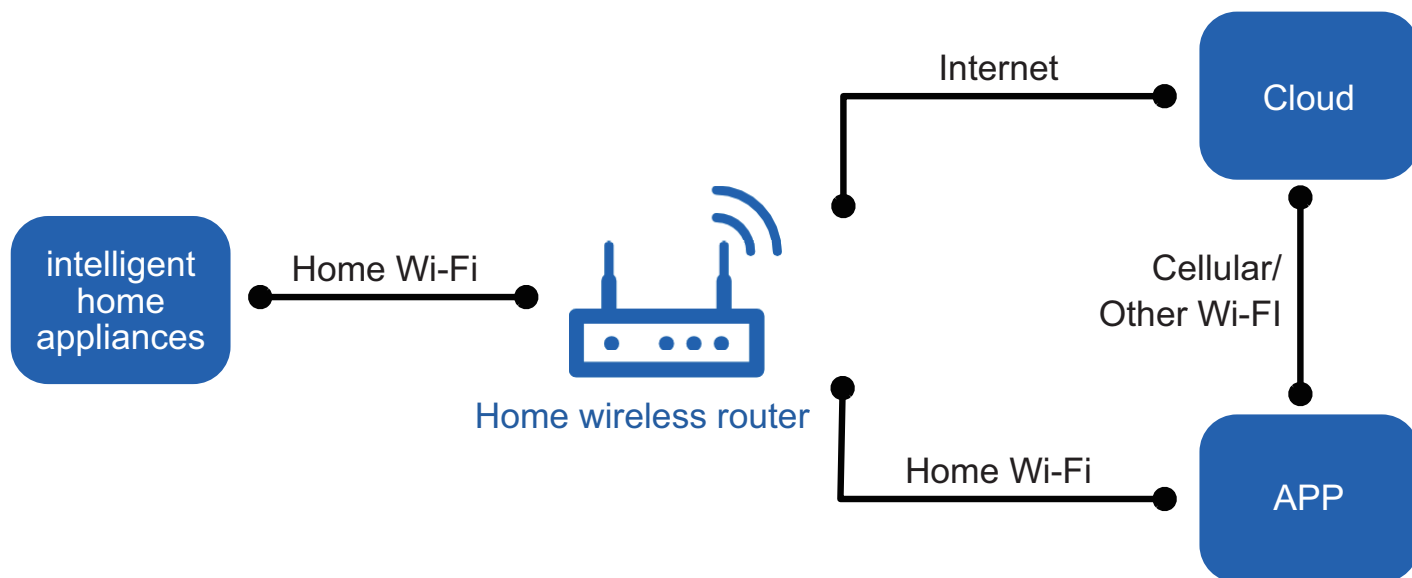 Internet
Cloud
intelligent
home
appliances
Home Wi-Fi
Cellular/
Other Wi-FI
Home wireless router
Home Wi-Fi
APP